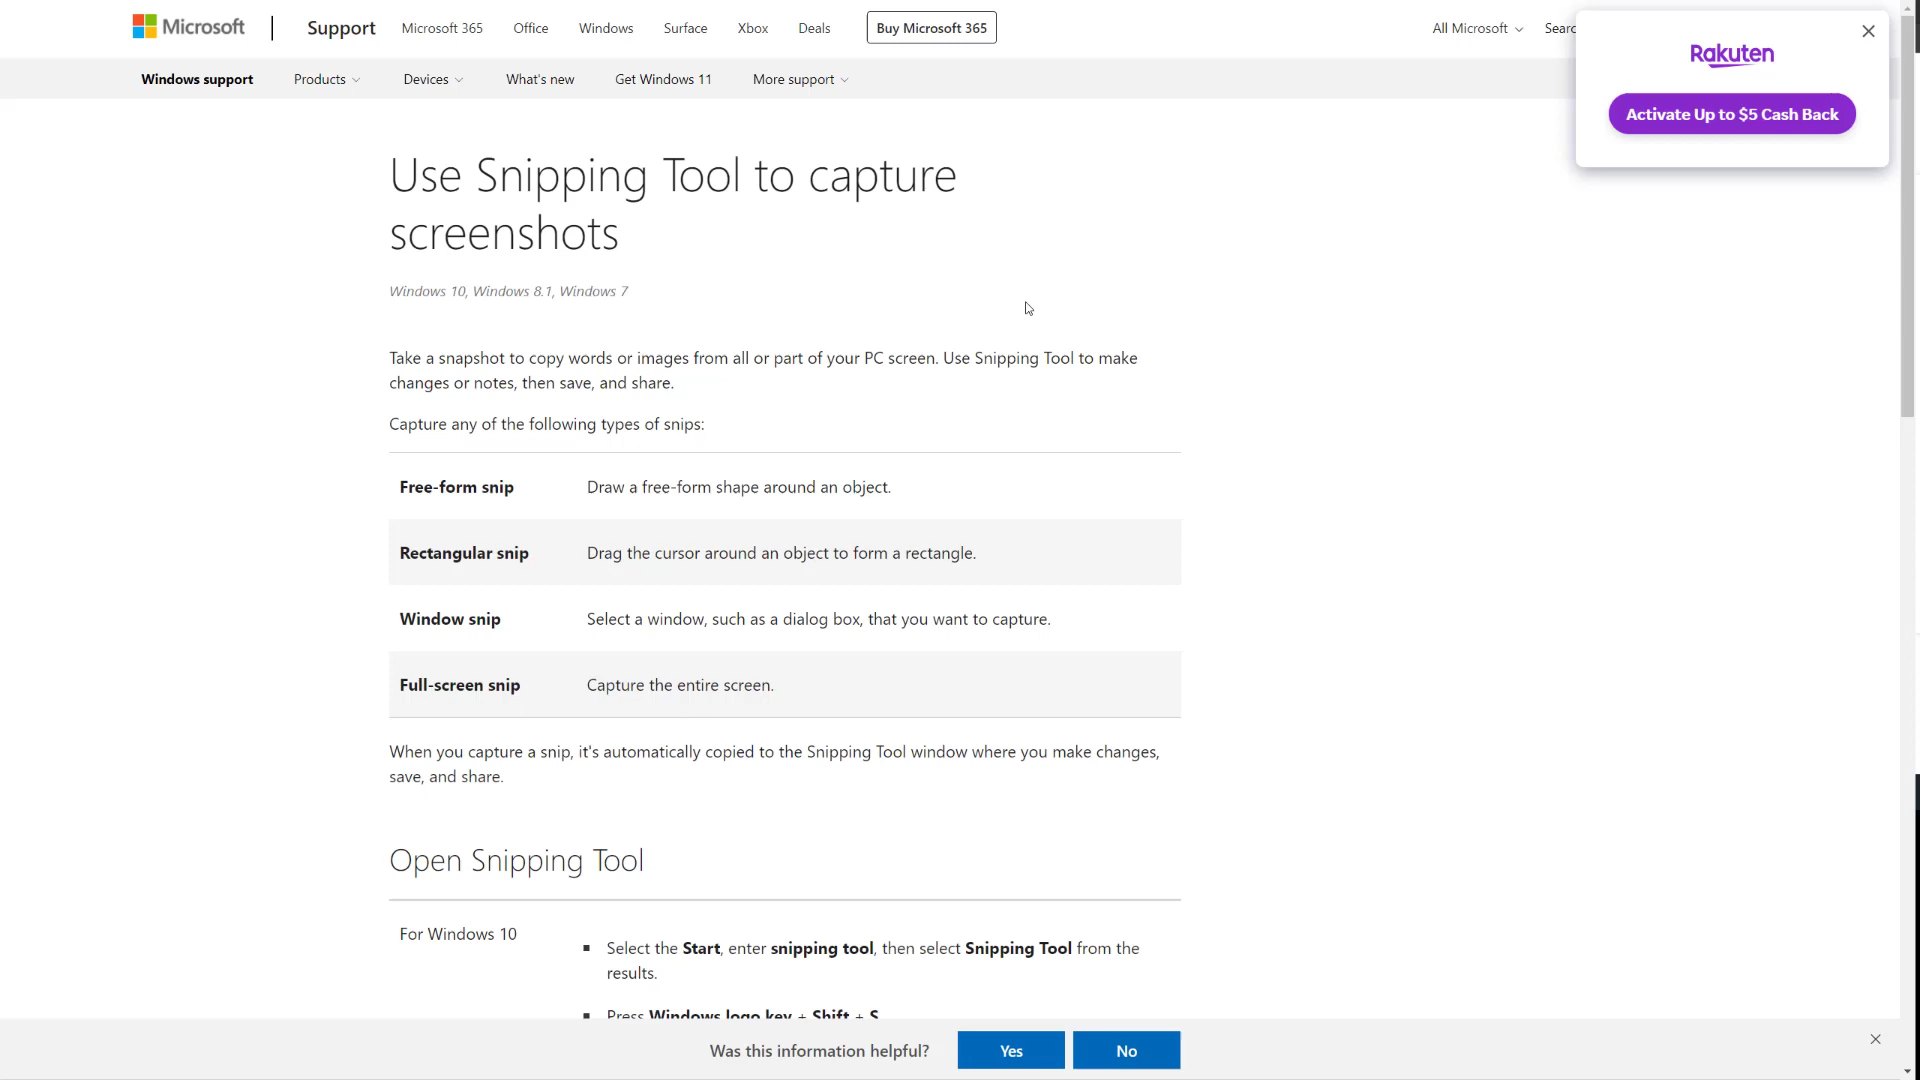 Microsoft
Support
Microsoft 365
Office
Windows
Surface
Xbox
Deals
Buy Microsoft 365
All Microsoft
Searc
Rakuten
Activate Up to $5 Cash Back
Windows support
Products
Devices
What's new
Get Windows 11
More support
Use Snipping Tool to capture
screenshots
Windows 10, Windows 8.1, Windows 7
Take a snapshot to copy words or images from all or part of your PC screen. Use Snipping Tool to make
changes or notes, then save, and share.
Capture any of the following types of snips:
Free-form snip
Draw a free-form shape around an object.
Rectangular snip
Drag the cursor around an object to form a rectangle.
Window snip
Select a window, such as a dialog box, that you want to capture.
Full-screen snip
Capture the entire screen.
When you capture a snip, it's automatically copied to the Snipping Tool window where you make changes,
save, and share.
Open Snipping Tool
For Windows 10
Select the Start, enter snipping tool, then select Snipping Tool from the
results.
Press Windows logo key + Shift + S
Was this information helpful?
Yes
No